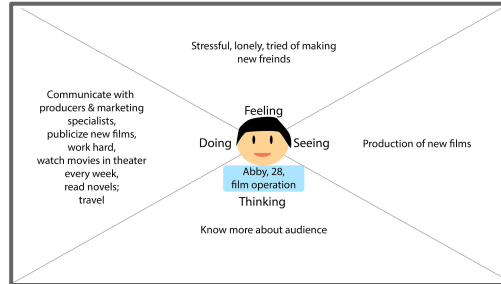 Stressful, lonely, tried of making
new freinds
Feeling
Communicate with
producers & marketing
specialists,
publicize new films,
work hard,
watch movies in theater
every week,
read novels;
travel
Doing
Seeing
Production of new films
Abby, 28,
film operation
Thinking
Know more about audience